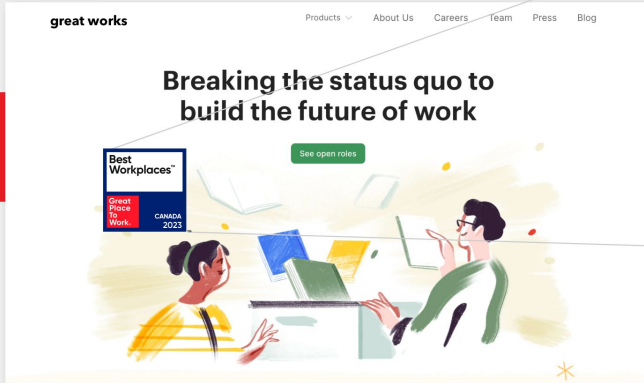 great works
Products
About Us
Careers
Team
Press
Blog
Breaking the status quo to
build the future of work
See open roles
Best
Workplaces™
Great
Place
To
Work.
CANADA
2023